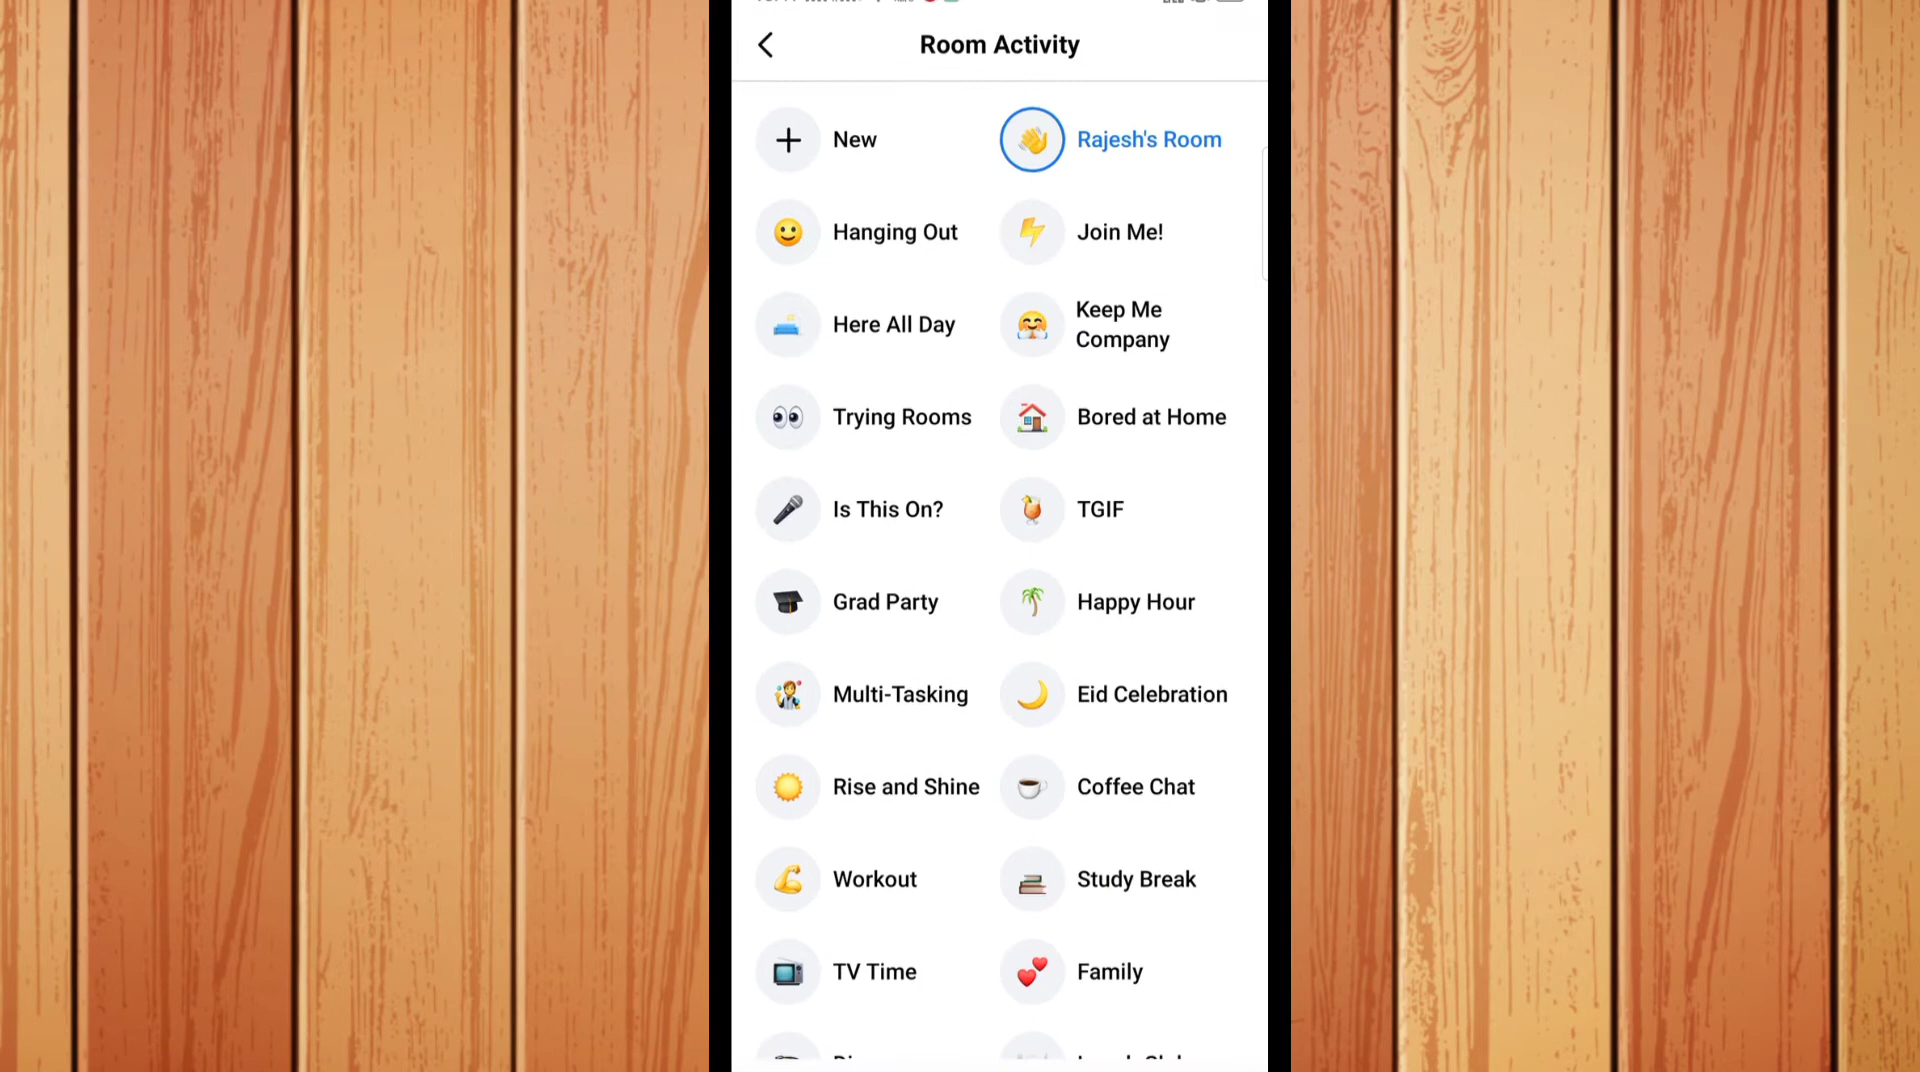 Room Activity
New
Rajesh's Room
Hanging Out
Join Me!
Here All Day
Keep Me
Company
Trying Rooms
Bored at Home
Is This On?
TGIF
Grad Party
Happy Hour
Multi-Tasking
Eid Celebration
Rise and Shine
Coffee Chat
Workout
Study Break
TV Time
Family